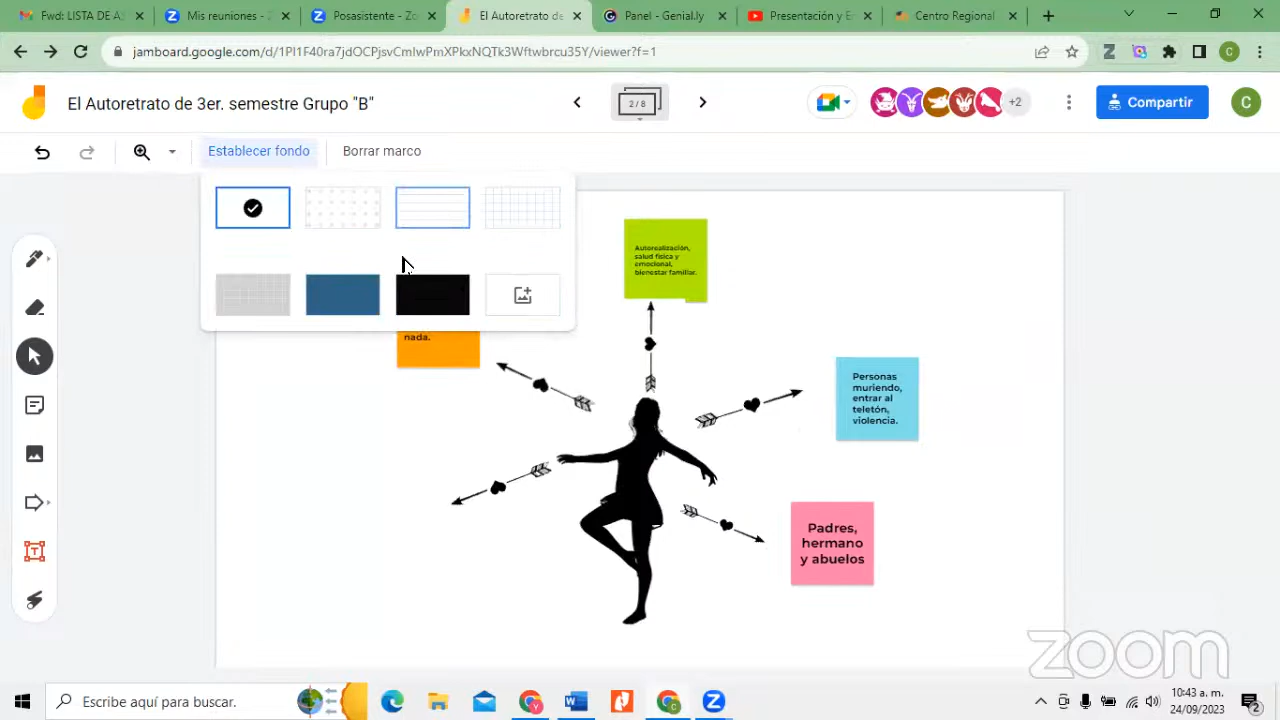 Fwd: LISTA DE A
Mis reuniones - Z
Posasistente - Zo
El Autoretrato de
Panel - Genial.ly
Presentación y E
Centro Regional
jamboard.google.com/d/1PI1F40ra7jdOCPjsvCmIwPmXPkxNQTk3Wftwbrcu35Y/viewer?f=1
C
El Autoretrato de 3er. semestre Grupo "B"
2/8
+2
Compartir
C
Establecer fondo
Borrar marco
Autorealización,
salud fisica y
emocional,
bienestar familiar.
nada.
Personas
muriendo,
entrar al
teletón,
violencia.
Padres,
hermano
y abuelos
zoom
Escribe aquí para buscar.
10:43 a. m.
24/09/2023
2